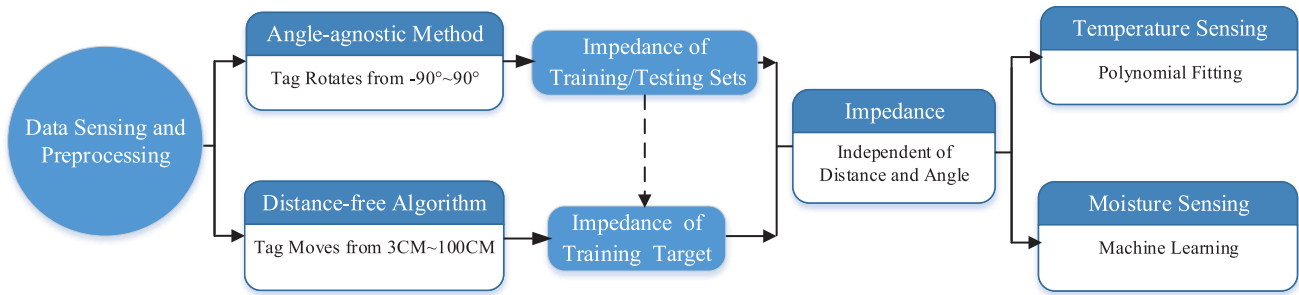 Data Sensing and
Preprocessing
Angle-agnostic Method
Tag Rotates from -90°~90°
Distance-free Algorithm
Tag Moves from 3CM~100CM
Impedance of
Training/Testing Sets
Impedance of
Training Target
Impedance
Independent of
Distance and Angle
Temperature Sensing
Polynomial Fitting
Moisture Sensing
Machine Learning